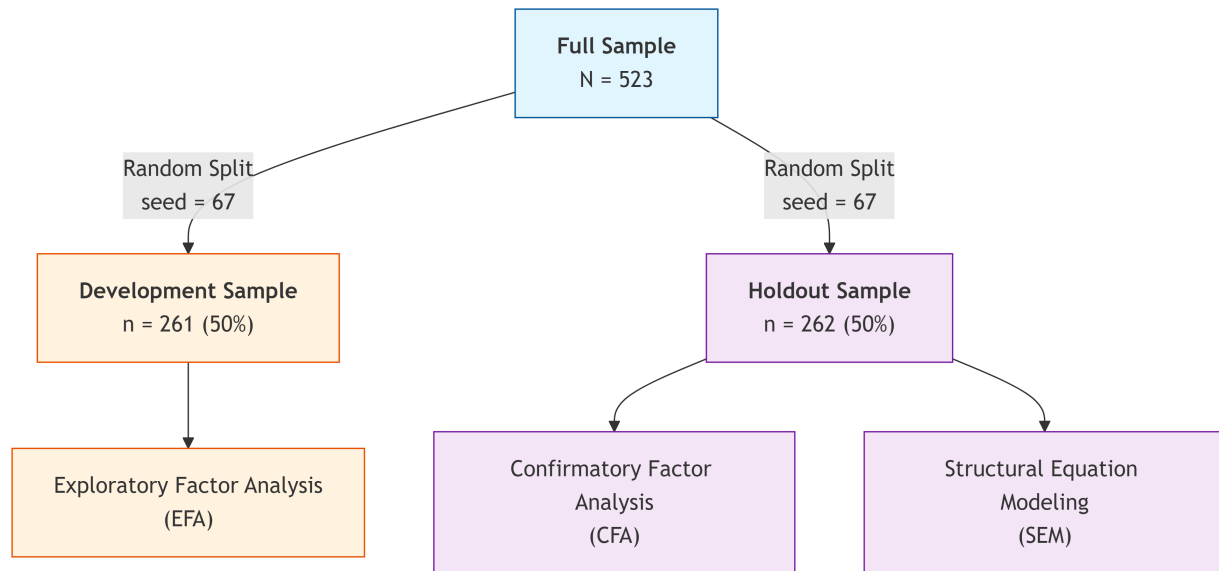 Full Sample
N = 523
Random Split
seed = 67
Random Split
seed = 67
Development Sample
n = 261 (50%)
Holdout Sample
n = 262 (50%)
Exploratory Factor Analysis
(EFA)
Confirmatory Factor
Analysis
(CFA)
Structural Equation
Modeling
(SEM)